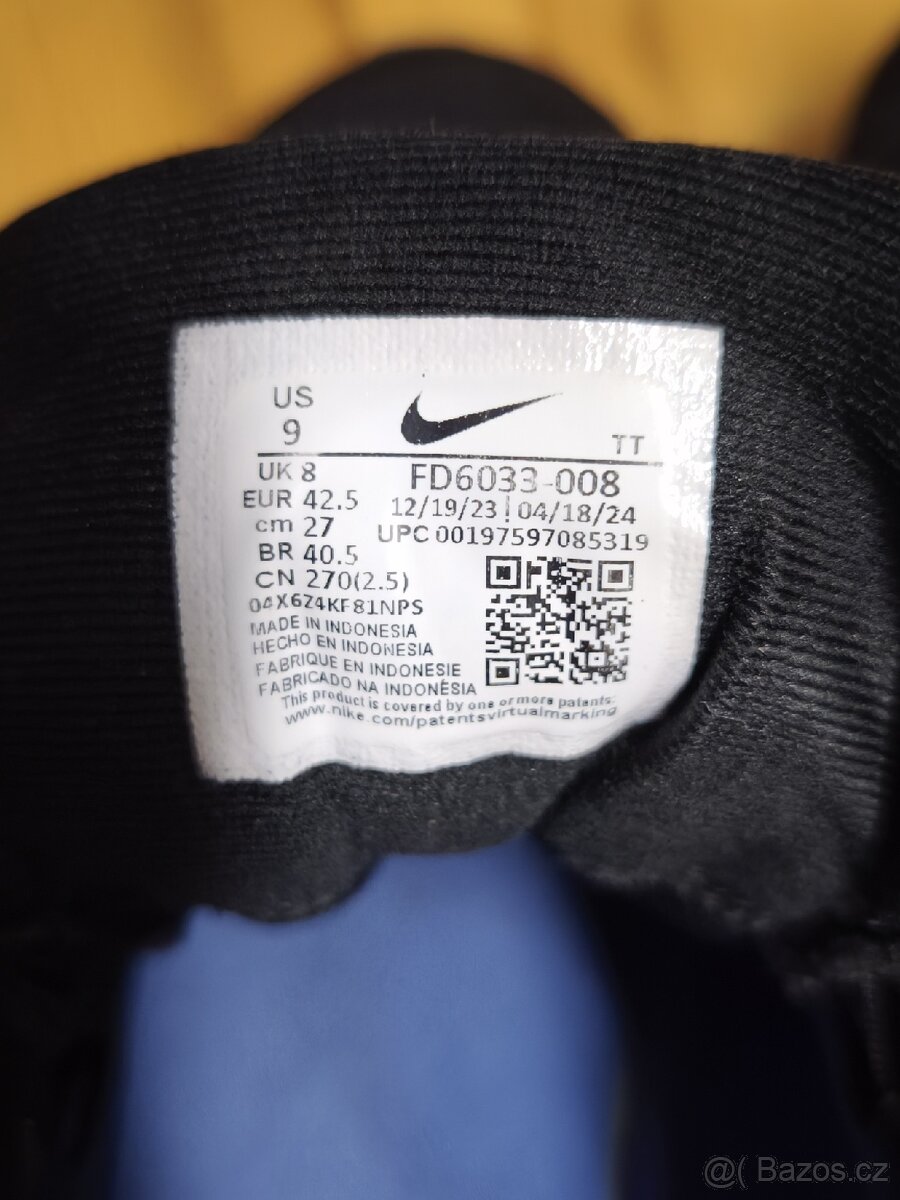 US
9
TT
UK 8
FD6033-008
EUR 42.5
12/19/23 | 04/18/24
cm 27
UPC 00197597085319
BR 40.5
CN 270(2.5)
04X6Z4KF81NPS
MADE IN INDONESIA
HECHO EN INDONESIA
FABRIQUE EN INDONESIE
FABRICADO NA INDONÉSIA
This product is covered by one or more patents:
www.nike.com/patentsvirtualmarking
@( Bazos.cz